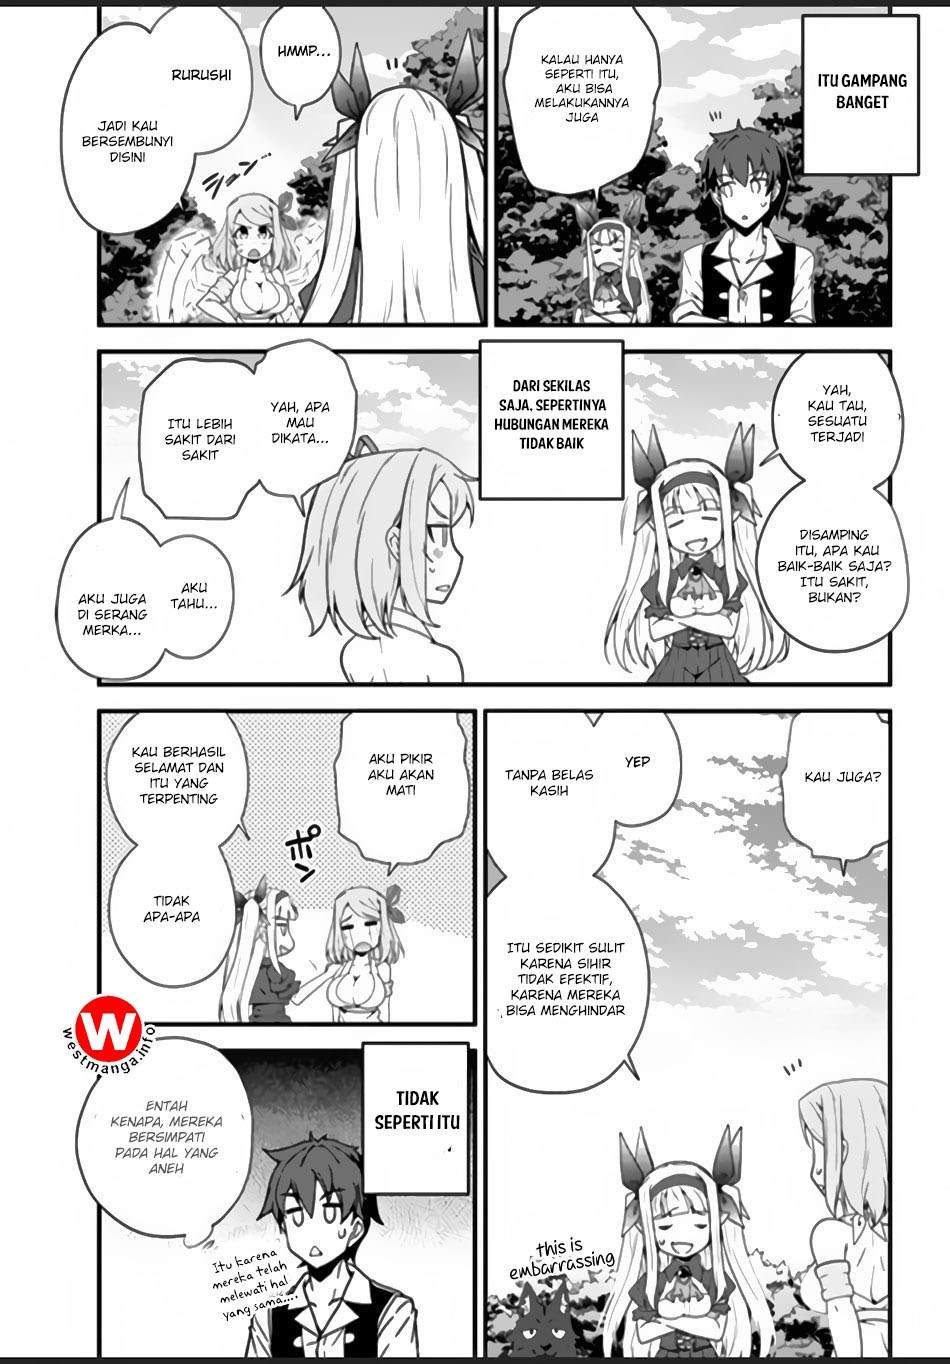 ITU GAMPANG
BANGET
KALAU HANYA
SEPERTI ITU,
AKU BISA
MELAKUKANNYA
JUGA
HMMP...
RURUSHI
JADI KAU
BERSEMBUNYI
DISINI
YAH,
KAU TAU,
SESUATU
TERJADI
DISAMPING
ITU, APA KAU
BAIK-BAIK SAJA?
ITU SAKIT,
BUKAN?
DARI SEKILAS
SAJA. SEPERTINYA
HUBUNGAN MEREKA
TIDAK BAIK
YAH, APA
MAU
DIKATA...
ITU LEBIH
SAKIT DARI
SAKIT
AKU
TAHU...
AKU JUGA
DI SERANG
MERKA...
KAU JUGA?
YEP
TANPA BELAS
KASIH
ITU SEDIKIT SULIT
KARENA SIHIR
TIDAK EFEKTIF,
KARENA MEREKA
BISA MENGHINDAR
this is
embarrassing
AKU PIKIR
AKU AKAN
MATI
KAU BERHASIL
SELAMAT DAN
ITU YANG
TERPENTING
ポン
TIDAK
APA-APA
TIDAK
SEPERTI ITU
ENTAH
KENAPA, MEREKA
BERSIMPATI
PADA HAL YANG
ANEH
Itu karena
mereka telah
melewati hal
yang sama....
W
westmanga.info